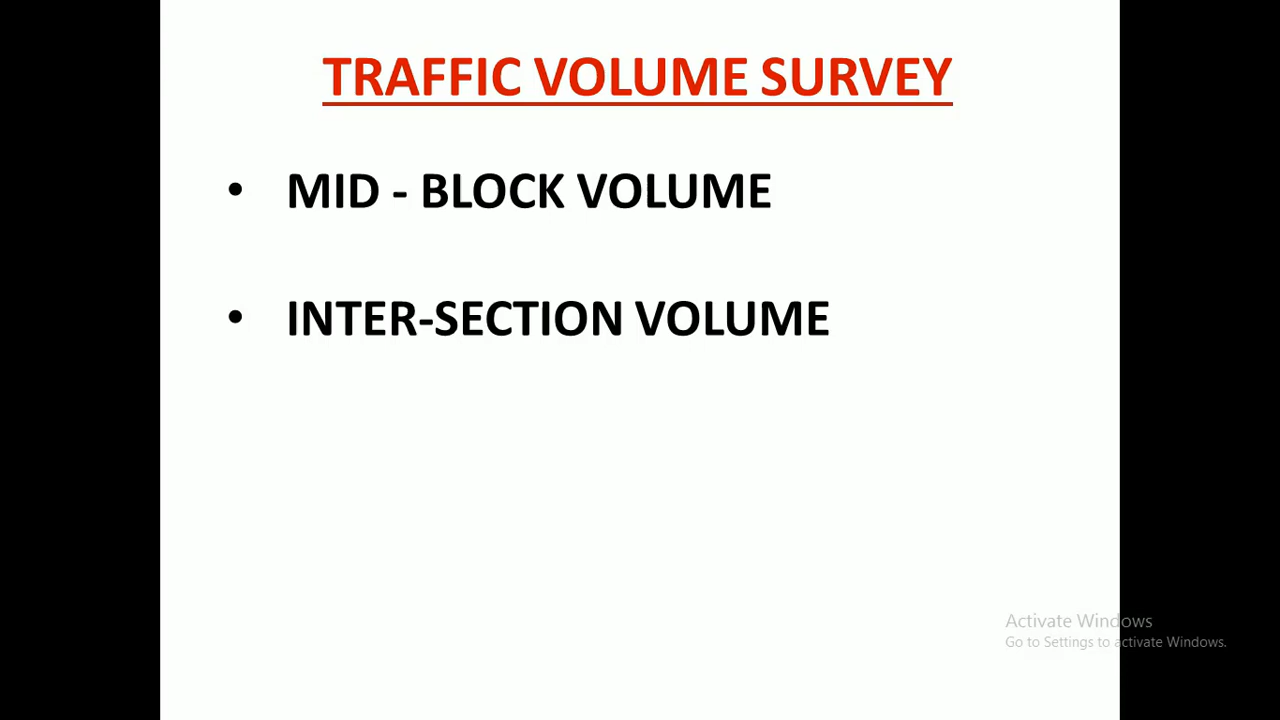 TRAFFIC VOLUME SURVEY
• MID - BLOCK VOLUME
• INTER-SECTION VOLUME
Activate Windows
Go to Settings to activate Windows.